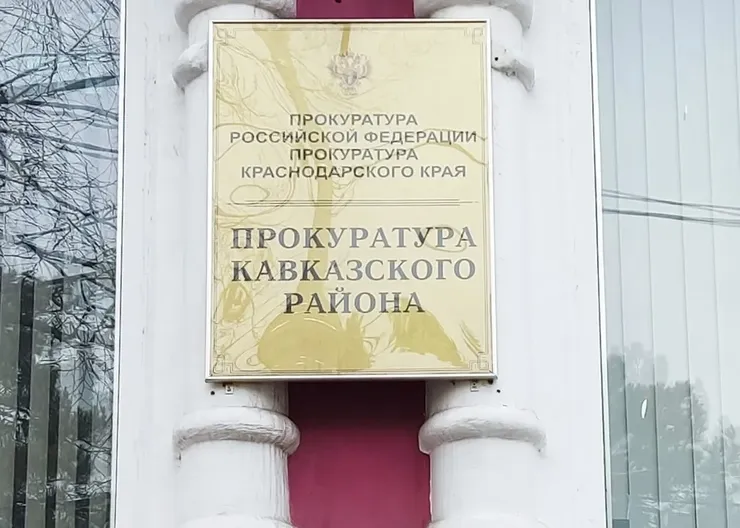 ПРОКУРАТУРА
РОССИЙСКОЙ ФЕДЕРАЦИИ
ПРОКУРАТУРА
КРАСНОДАРСКОГО КРАЯ
ПРОКУРАТУРА
КАВКАЗСКОГО
РАЙОНА